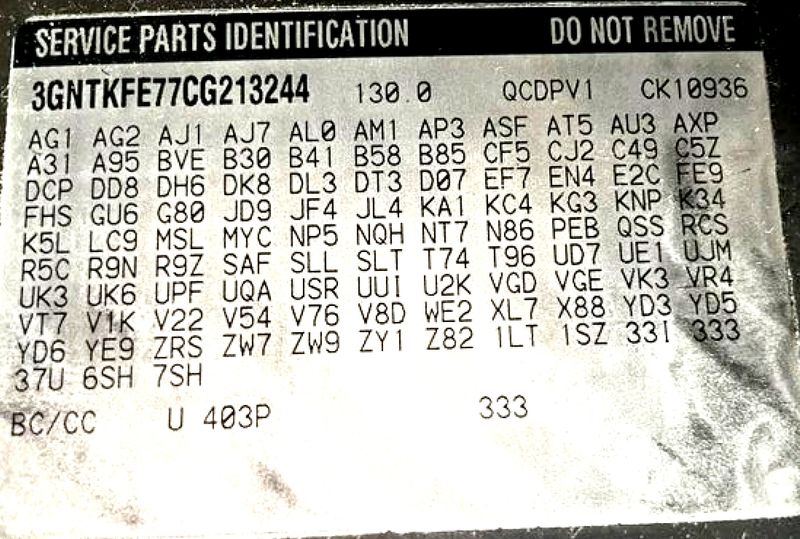 SERVICE PARTS IDENTIFICATION DO NOT REMOVE
3GNTKFE77CG213244 130.0 QCDPV1 CK10936
AG1 AG2 AJ1 AJ7 AL0 AM1 AP3 ASF AT5 AU3 AXP
A31 A95 BVE B30 B41 B58 B85 CF5 CJ2 C49 C5Z
DCP DD8 DH6 DK8 DL3 DT3 D07 EF7 EN4 E2C FE9
FHS GU6 G80 JD9 JF4 JL4 KA1 KC4 KG3 KNP K34
K5L LC9 MSL MYC NP5 NQH NT7 N86 PEB QSS RCS
R5C R9N R9Z SAF SLL SLT T74 T96 UD7 UE1 UJM
UK3 UK6 UPF UQA USR UUI U2K VGD VGE VK3 VR4
VT7 V1K V22 V54 V76 V8D WE2 XL7 X88 YD3 YD5
YD6 YE9 ZRS ZW7 ZW9 ZY1 Z82 1LT 1SZ 33I 333
37U 6SH 7SH
BC/CC U 403P 333